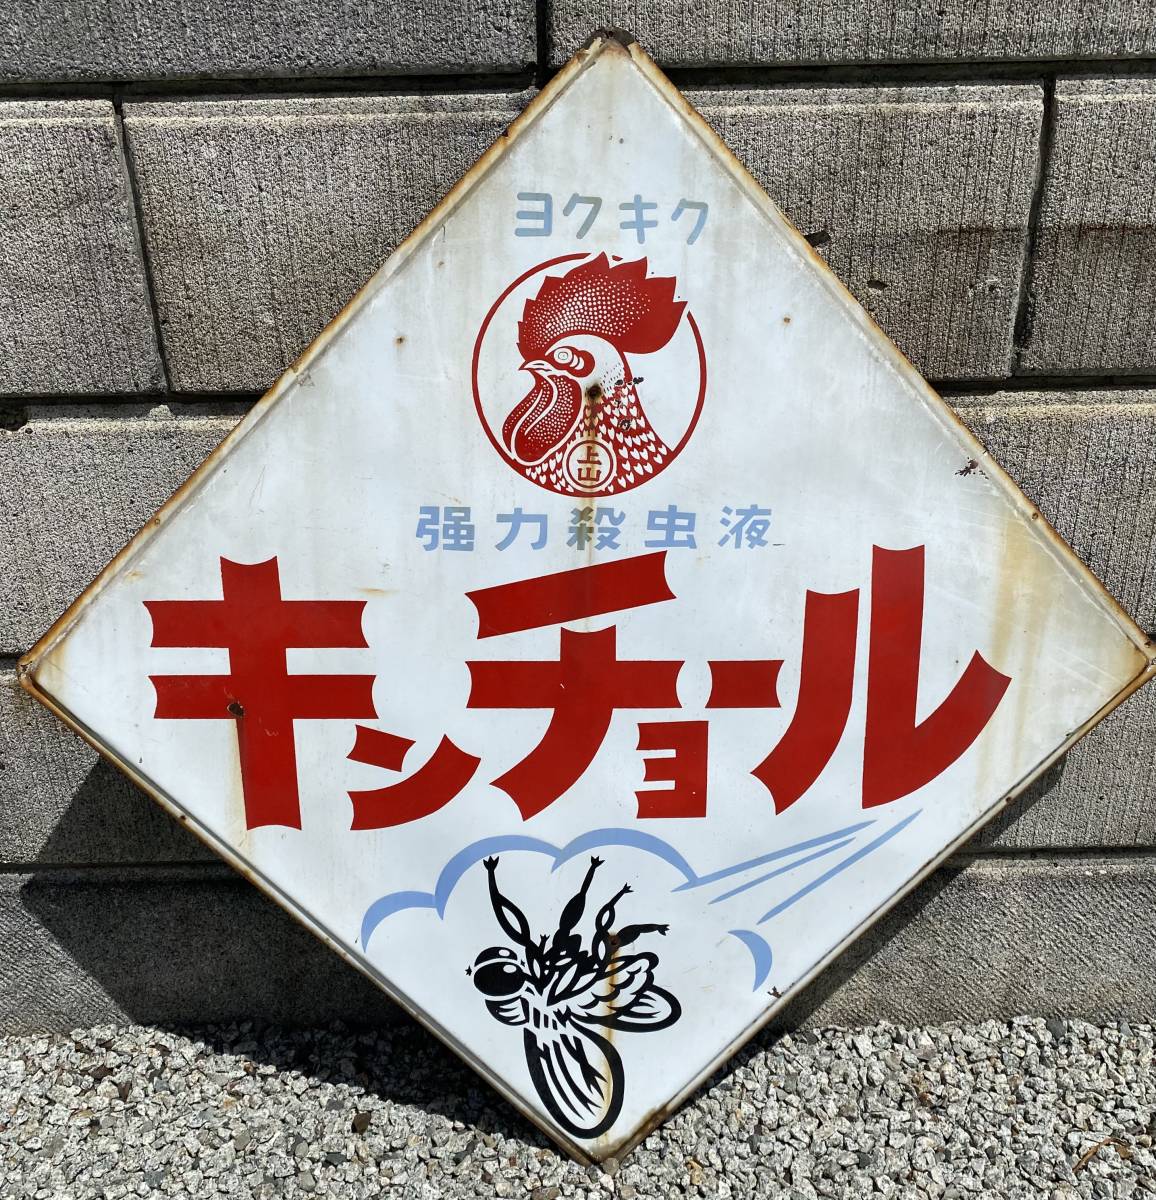 ヨクキク
上山
强力殺虫液
キンチョール